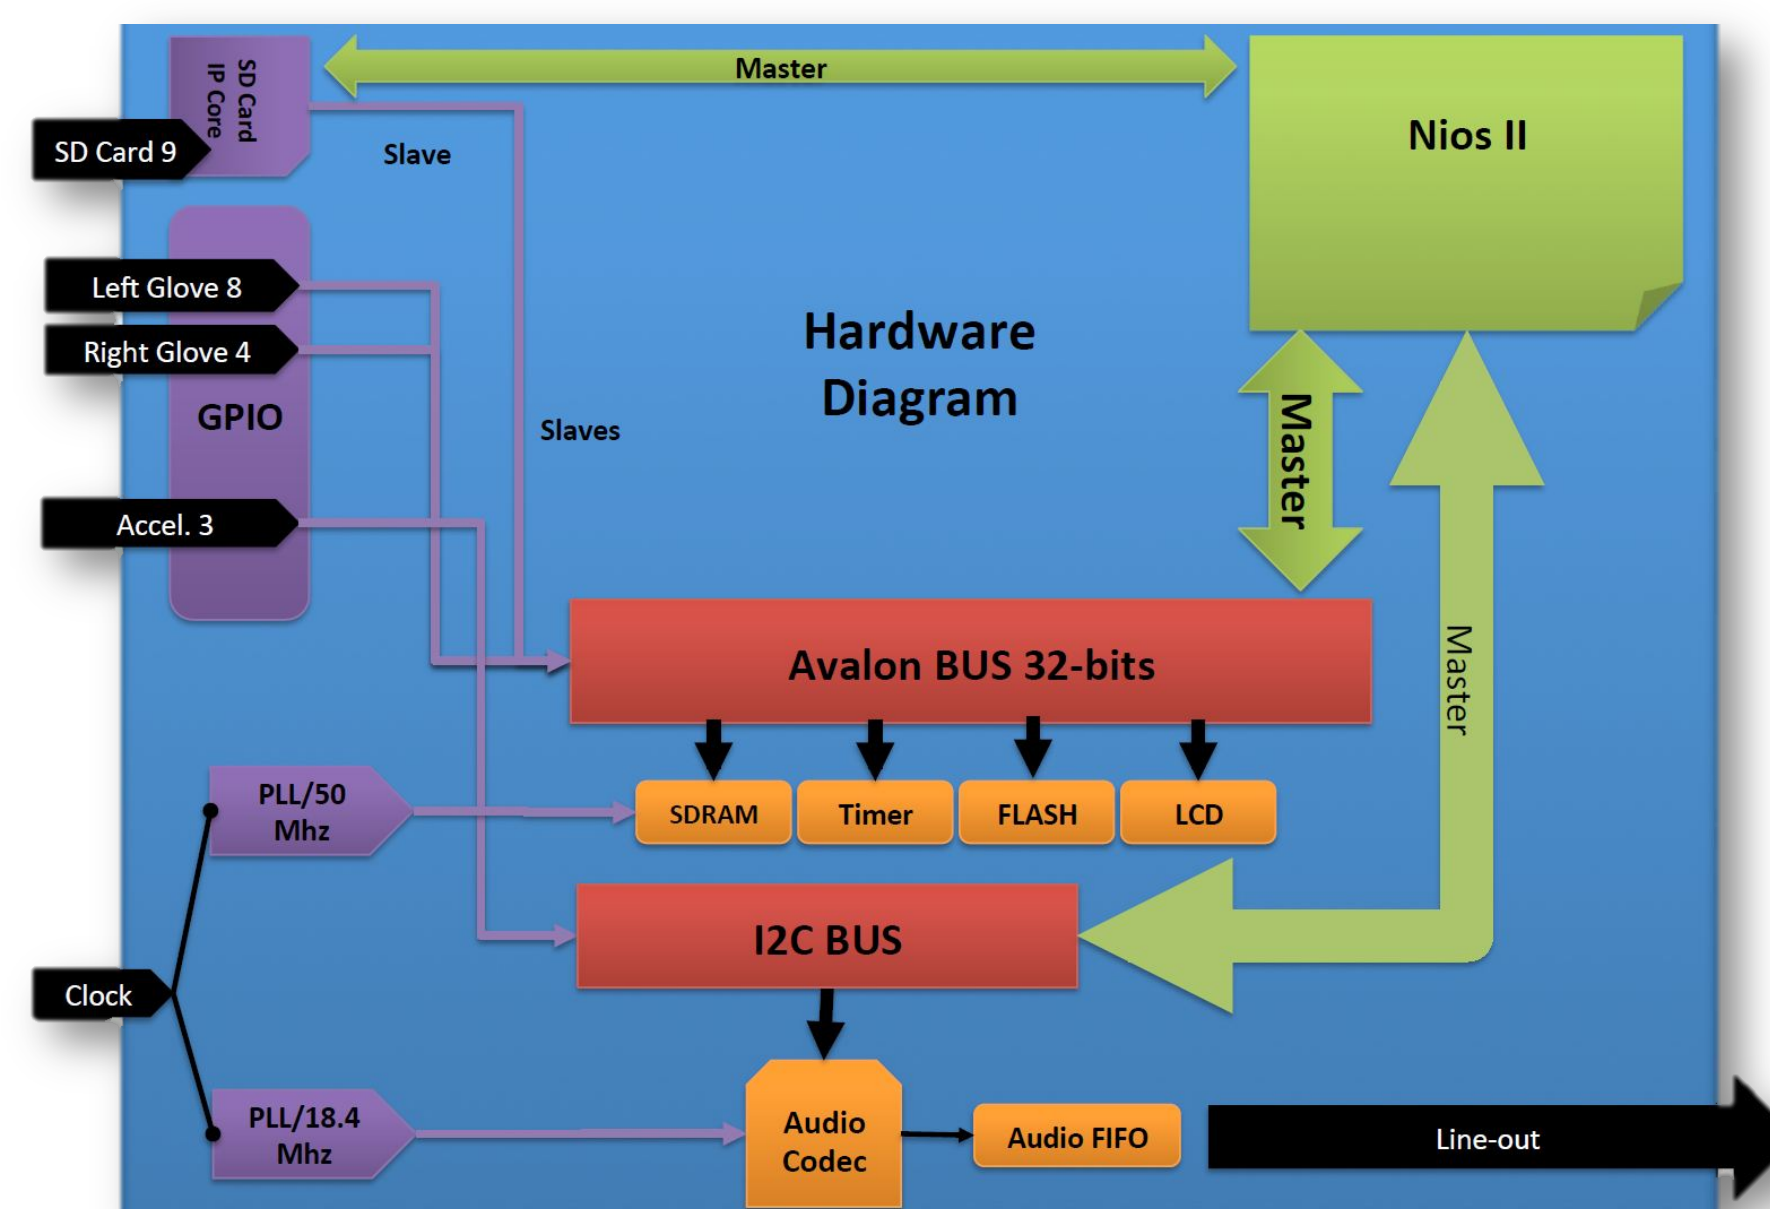 SD Card
IP Core
Master
Nios II
SD Card 9
Slave
Left Glove 8
Right Glove 4
GPIO
Hardware
Diagram
Slaves
Master
Accel. 3
Avalon BUS 32-bits
Master
PLL/50
Mhz
SDRAM
Timer
FLASH
LCD
I2C BUS
Clock
PLL/18.4
Mhz
Audio
Codec
Audio FIFO
Line-out